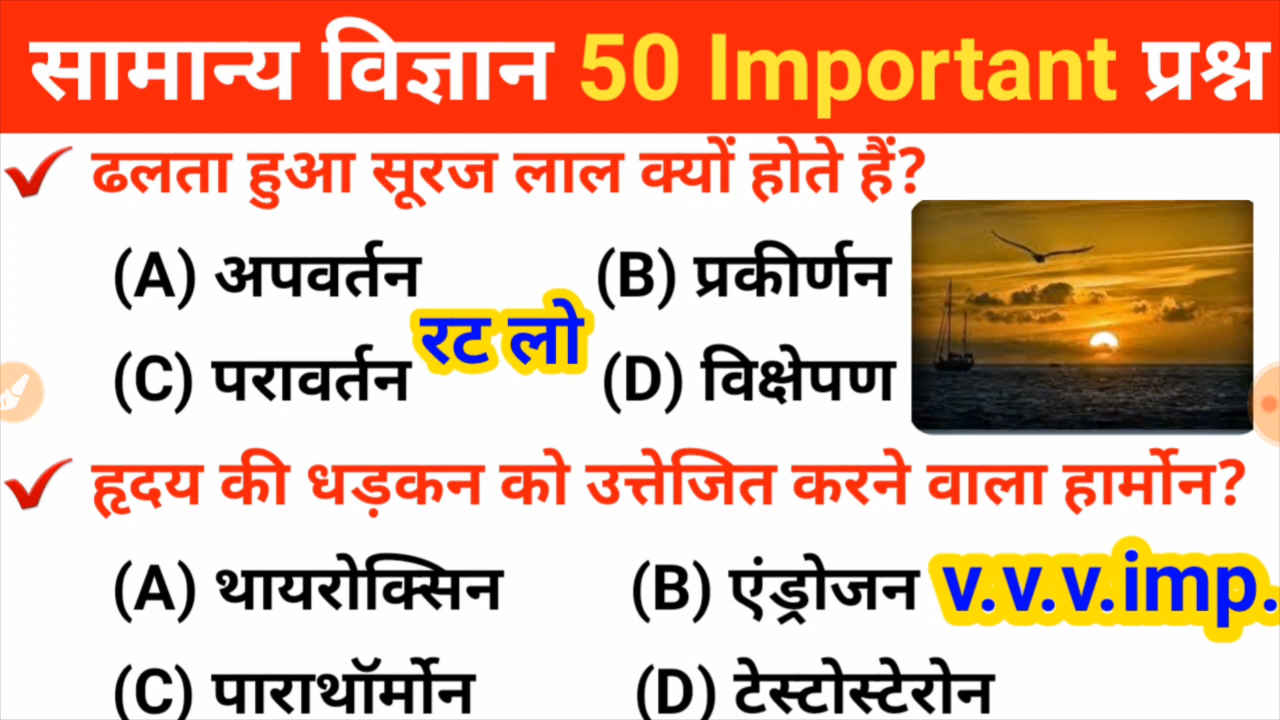 सामान्य विज्ञान 50 Important प्रश्न
ढलता हुआ सूरज लाल क्यों होते हैं?
(A) अपवर्तन (B) प्रकीर्णन
रट लो
(C) परावर्तन (D) विक्षेपण
हृदय की धड़कन को उत्तेजित करने वाला हार्मोन?
(A) थायरोक्सिन (B) एंड्रोजन v.v.v.imp.
(C) पाराथॉर्मोन (D) टेस्टोस्टेरोन